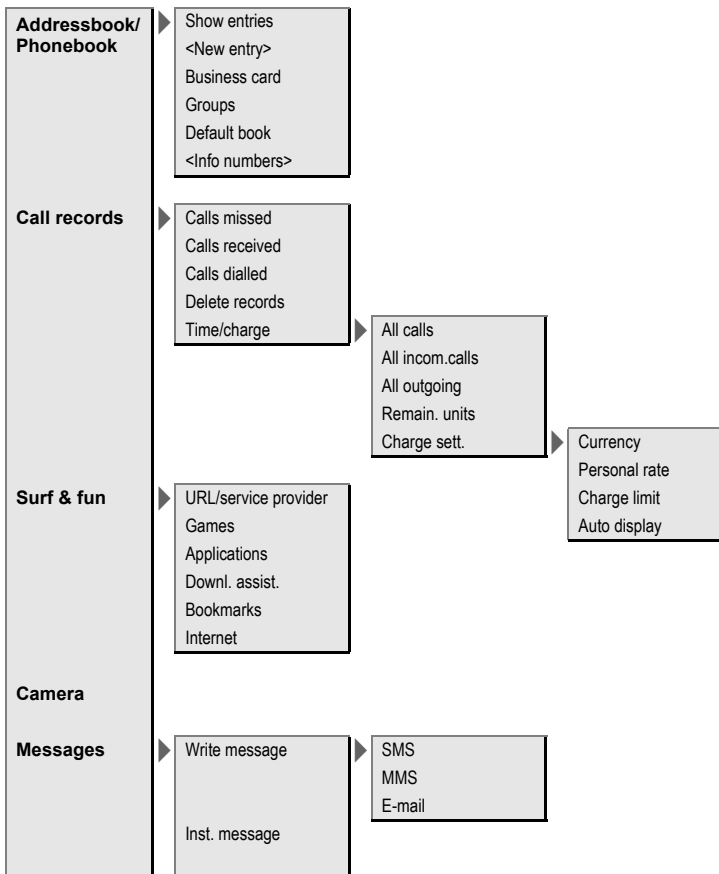 Addressbook/
Phonebook
Show entries
<New entry>
Business card
Groups
Default book
<Info numbers>
Call records
Calls missed
Calls received
Calls dialled
Delete records
Time/charge
All calls
All incom.calls
All outgoing
Remain. units
Charge sett.
Currency
Personal rate
Charge limit
Auto display
Surf & fun
URL/service provider
Games
Applications
Downl. assist.
Bookmarks
Internet
Camera
Messages
Write message
SMS
MMS
E-mail
Inst. message